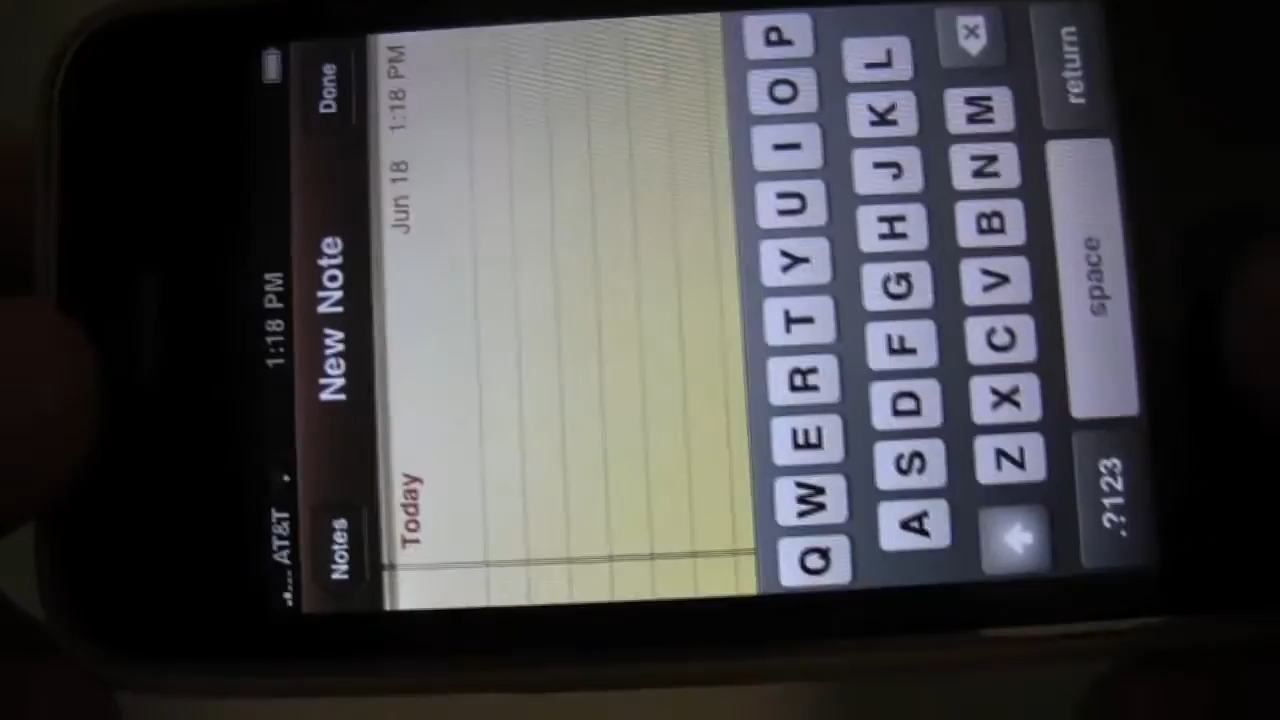 AT&T 1:18 PM
Notes New Note Done
Today Jun 18 1:18 PM
Q W E R T Y U I O P
A S D F G H J K L
Z X C V B N M
.?123 space return